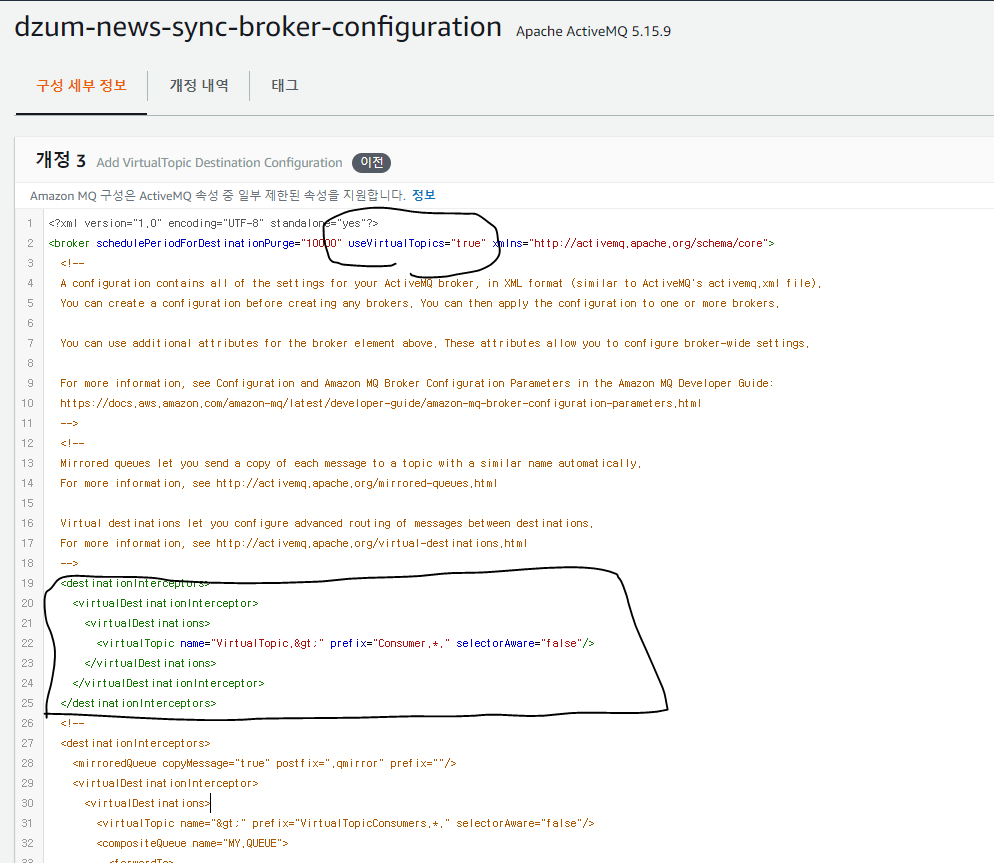 dzum-news-sync-broker-configuration Apache ActiveMQ 5.15.9
구성 세부 정보 개정 내역 태그
개정 3 Add VirtualTopic Destination Configuration 이전
Amazon MQ 구성은 ActiveMQ 속성 중 일부 제한된 속성을 지원합니다. 정보
1 <?xml version="1.0" encoding="UTF-8" standalone="yes"?>
2 <broker schedulePeriodForDestinationPurge="10000" useVirtualTopics="true" xmlns="http://activemq.apache.org/schema/core">
3 <!--
4 A configuration contains all of the settings for your ActiveMQ broker, in XML format (similar to ActiveMQ's activemq.xml file).
5 You can create a configuration before creating any brokers. You can then apply the configuration to one or more brokers.
6
7 You can use additional attributes for the broker element above. These attributes allow you to configure broker-wide settings.
8
9 For more information, see Configuration and Amazon MQ Broker Configuration Parameters in the Amazon MQ Developer Guide:
10 https://docs.aws.amazon.com/amazon-mq/latest/developer-guide/amazon-mq-broker-configuration-parameters.html
11 -->
12 <!--
13 Mirrored queues let you send a copy of each message to a topic with a similar name automatically.
14 For more information, see http://activemq.apache.org/mirrored-queues.html
15
16 Virtual destinations let you configure advanced routing of messages between destinations.
17 For more information, see http://activemq.apache.org/virtual-destinations.html
18 -->
19 <destinationInterceptors>
20 <virtualDestinationInterceptor>
21 <virtualDestinations>
22 <virtualTopic name="VirtualTopic.&gt;" prefix="Consumer.*." selectorAware="false"/>
23 </virtualDestinations>
24 </virtualDestinationInterceptor>
25 </destinationInterceptors>
26 <!--
27 <destinationInterceptors>
28 <mirroredQueue copyMessage="true" postfix=".qmirror" prefix=""/>
29 <virtualDestinationInterceptor>
30 <virtualDestinations>
31 <virtualTopic name="&gt;" prefix="VirtualTopicConsumers.*." selectorAware="false"/>
32 <compositeQueue name="MY.QUEUE">
33 <forwardTo>